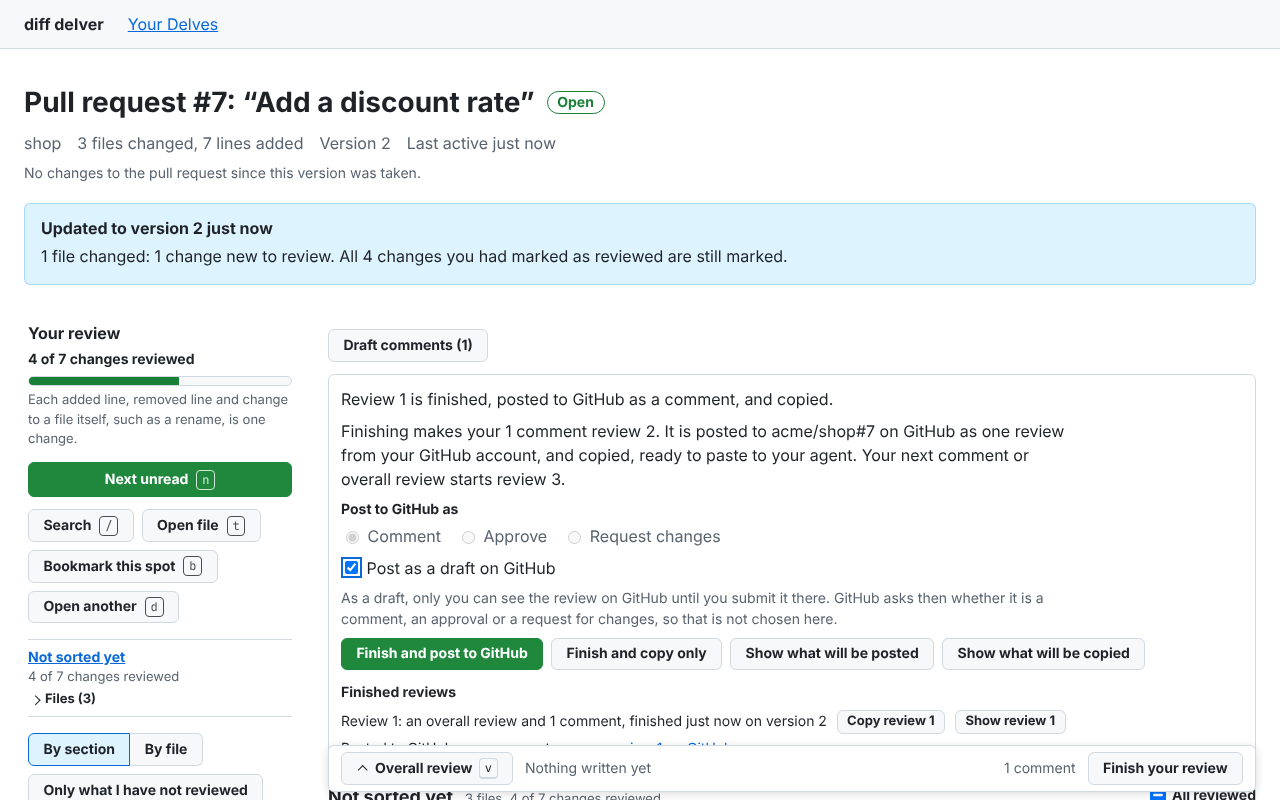 diff delver Your Delves
Pull request #7: “Add a discount rate” Open
shop 3 files changed, 7 lines added Version 2 Last active just now
No changes to the pull request since this version was taken.
Updated to version 2 just now
1 file changed: 1 change new to review. All 4 changes you had marked as reviewed are still marked.
Your review
4 of 7 changes reviewed
Each added line, removed line and change
to a file itself, such as a rename, is one
change.
Next unread n
Search / Open file t
Bookmark this spot b
Open another d
Not sorted yet
4 of 7 changes reviewed
Files (3)
By section By file
Only what I have not reviewed
Draft comments (1)
Review 1 is finished, posted to GitHub as a comment, and copied.
Finishing makes your 1 comment review 2. It is posted to acme/shop#7 on GitHub as one review
from your GitHub account, and copied, ready to paste to your agent. Your next comment or
overall review starts review 3.
Post to GitHub as
Comment Approve Request changes
Post as a draft on GitHub
As a draft, only you can see the review on GitHub until you submit it there. GitHub asks then whether it is a
comment, an approval or a request for changes, so that is not chosen here.
Finish and post to GitHub Finish and copy only Show what will be posted Show what will be copied
Finished reviews
Review 1: an overall review and 1 comment, finished just now on version 2 Copy review 1 Show review 1
Overall review v Nothing written yet 1 comment Finish your review
Not sorted yet 3 files, 4 of 7 changes reviewed All reviewed